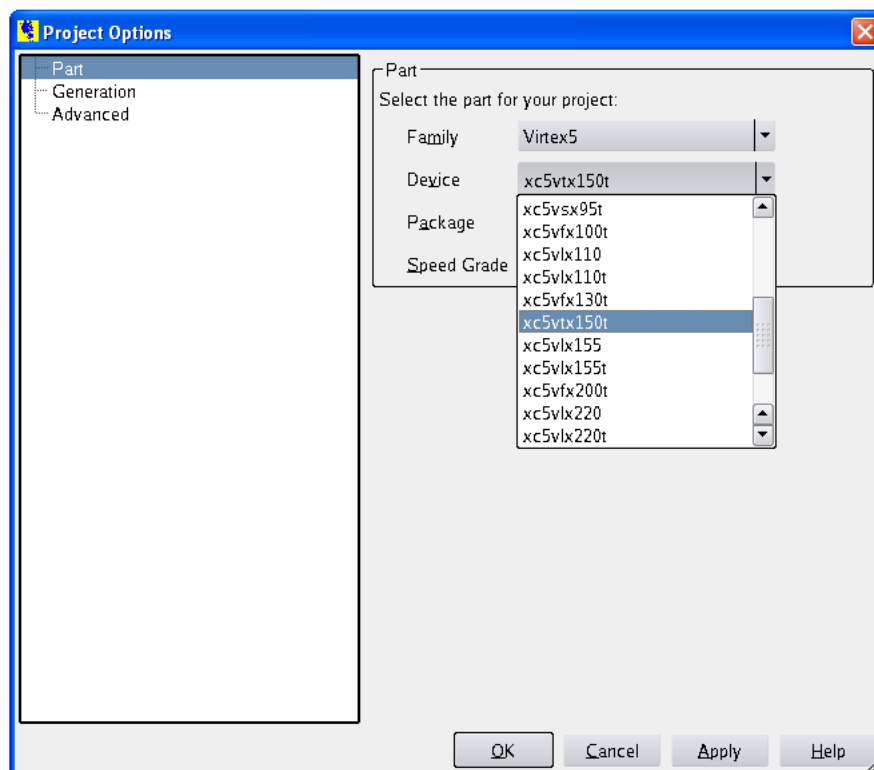 Project Options
Part
Generation
Advanced
Part
Select the part for your project:
Family Virtex5
Device xc5vtx150t
Package
Speed Grade
xc5vsx95t
xc5vfx100t
xc5vlx110
xc5vlx110t
xc5vfx130t
xc5vtx150t
xc5vlx155
xc5vlx155t
xc5vfx200t
xc5vlx220
xc5vlx220t
OK Cancel Apply Help